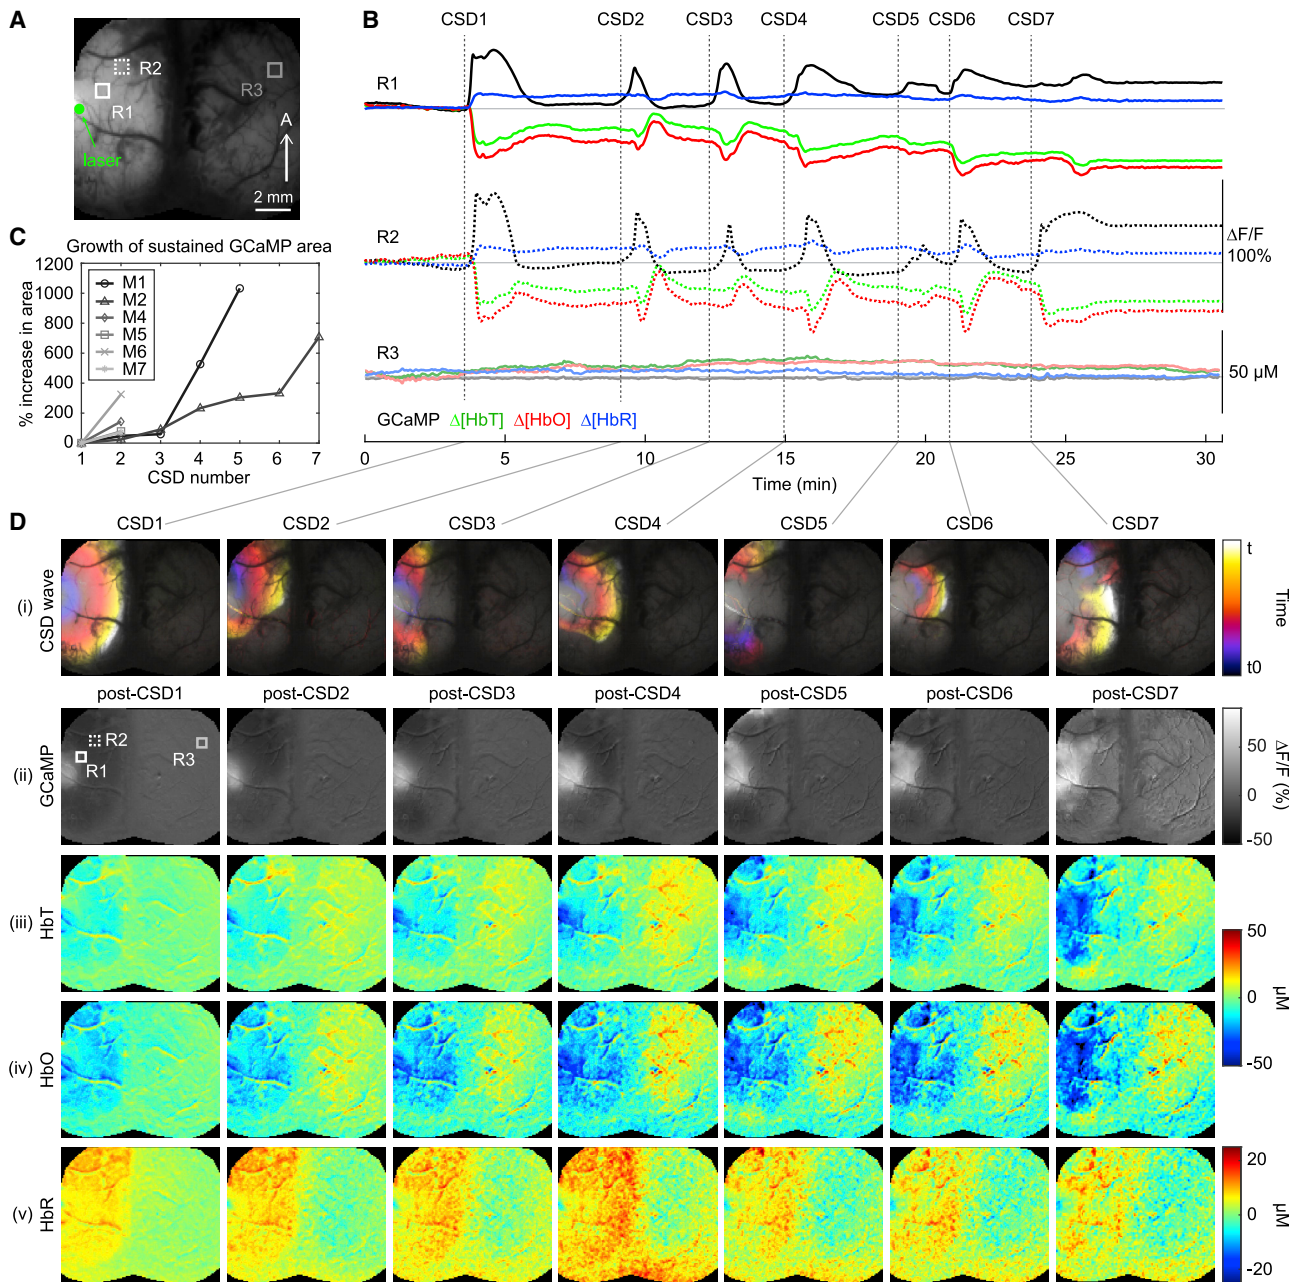 A
R2
R1
R3
A
laser
2 mm
B
CSD1 CSD2 CSD3 CSD4 CSD5 CSD6 CSD7
R1
R2
ΔF/F
100%
R3
50 µM
GCaMP Δ[HbT] Δ[HbO] Δ[HbR]
0 5 10 15 20 25 30
Time (min)
C
Growth of sustained GCaMP area
1200
1000
800
600
400
200
0
% increase in area
M1
M2
M4
M5
M6
M7
1 2 3 4 5 6 7
CSD number
D
CSD1 CSD2 CSD3 CSD4 CSD5 CSD6 CSD7
(i) CSD wave
t
t0
Time
post-CSD1 post-CSD2 post-CSD3 post-CSD4 post-CSD5 post-CSD6 post-CSD7
(ii) GCaMP
R2
R1
R3
50
0
-50
ΔF/F (%)
(iii) HbT
50
0
-50
µM
(iv) HbO
(v) HbR
20
0
-20
µM